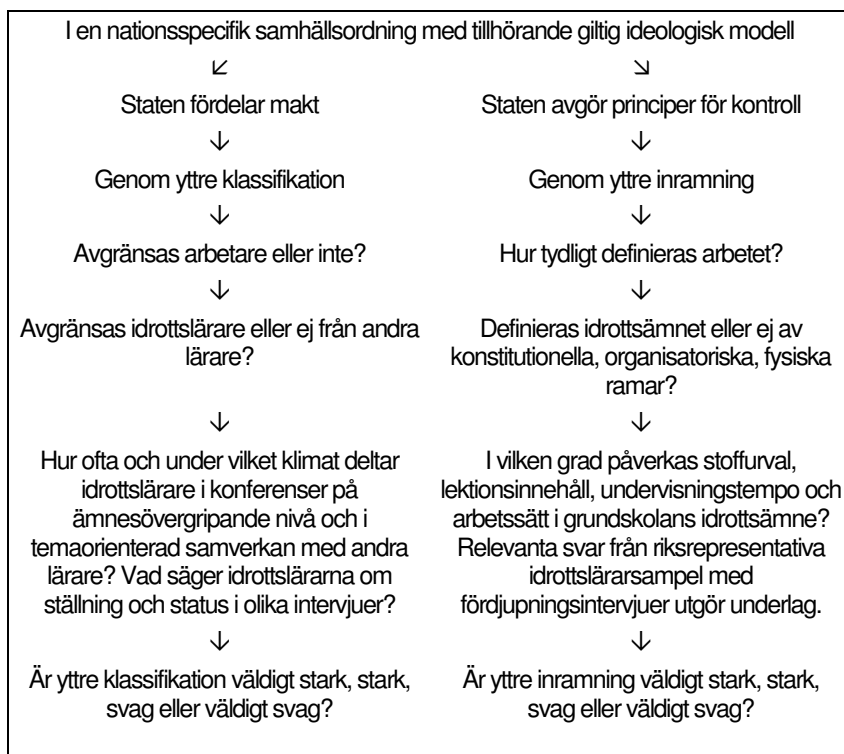 I en nationsspecifik samhällsordning med tillhörande giltig ideologisk modell
↙ ↘
Staten fördelar makt
↓
Genom yttre klassifikation
↓
Avgränsas arbetare eller inte?
↓
Avgränsas idrottslärare eller ej från andra
lärare?
↓
Hur ofta och under vilket klimat deltar
idrottslärare i konferenser på
ämnesövergripande nivå och i
temaorienterad samverkan med andra
lärare? Vad säger idrottslärarna om
ställning och status i olika intervjuer?
↓
Är yttre klassifikation väldigt stark, stark,
svag eller väldigt svag?
Staten avgör principer för kontroll
↓
Genom yttre inramning
↓
Hur tydligt definieras arbetet?
↓
Definieras idrottsämnet eller ej av
konstitutionella, organisatoriska, fysiska
ramar?
↓
I vilken grad påverkas stoffurval,
lektionsinnehåll, undervisningstempo och
arbetssätt i grundskolans idrottsämne?
Relevanta svar från riksrepresentativa
idrottslärarsampel med
fördjupningsintervjuer utgör underlag.
↓
Är yttre inramning väldigt stark, stark,
svag eller väldigt svag?